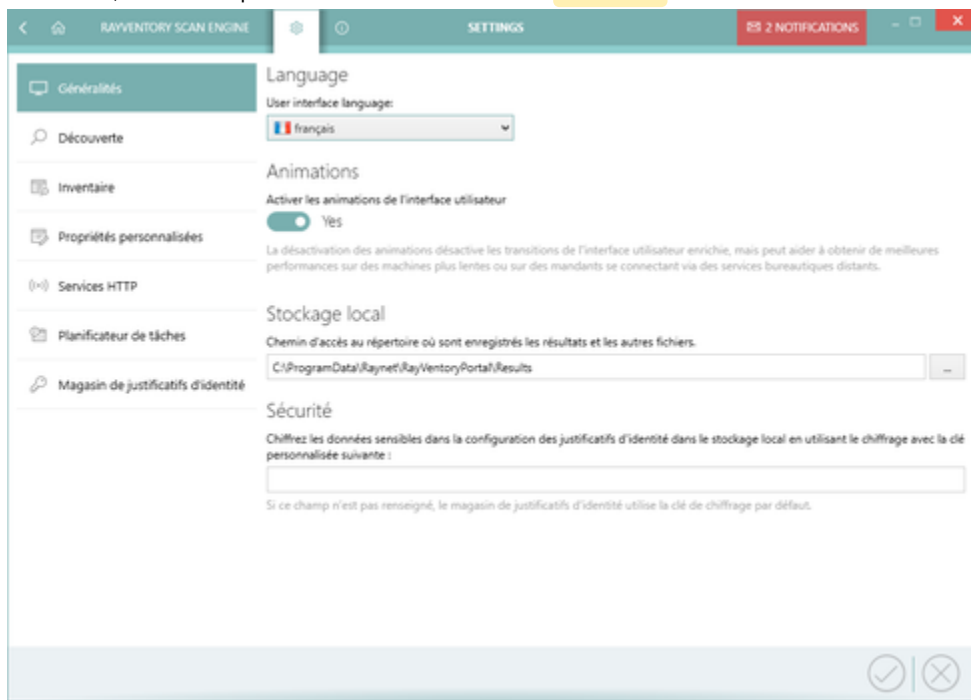 RAYVENTORY SCAN ENGINE
SETTINGS
2 NOTIFICATIONS
Généralités
Découverte
Inventaire
Propriétés personnalisées
Services HTTP
Planificateur de tâches
Magasin de justificatifs d'identité
Language
User interface language:
français
Animations
Activer les animations de l'interface utilisateur
Yes
La désactivation des animations désactive les transitions de l'interface utilisateur enrichie, mais peut aider à obtenir de meilleures
performances sur des machines plus lentes ou sur des mandants se connectant via des services bureautiques distants.
Stockage local
Chemin d'accès au répertoire où sont enregistrés les résultats et les autres fichiers.
C:\ProgramData\Raynet\RayVentoryPortal\Results
...
Sécurité
Chiffrez les données sensibles dans la configuration des justificatifs d'identité dans le stockage local en utilisant le chiffrage avec la clé
personnalisée suivante :
Si ce champ n'est pas renseigné, le magasin de justificatifs d'identité utilise la clé de chiffrage par défaut.